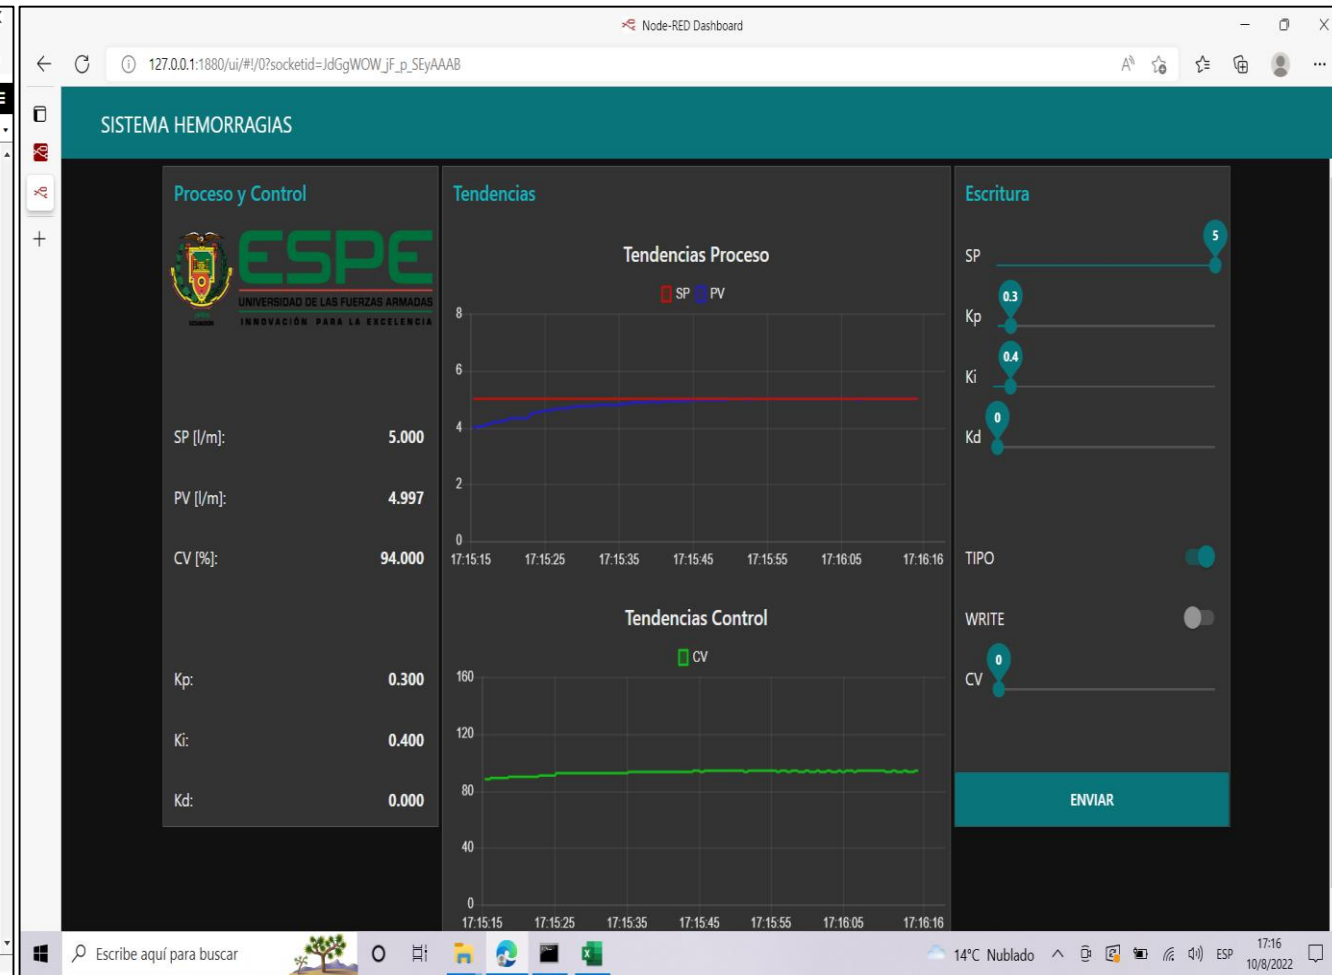 Node-RED Dashboard
127.0.0.1:1880/ui/#!/0?socketid=JdGgWOW_jF_p_SEyAAAB
SISTEMA HEMORRAGIAS
Proceso y Control
ESPE
UNIVERSIDAD DE LAS FUERZAS ARMADAS
INNOVACIÓN PARA LA EXCELENCIA
SP [l/m]: 5.000
PV [l/m]: 4.997
CV [%]: 94.000
Kp: 0.300
Ki: 0.400
Kd: 0.000
Tendencias
Tendencias Proceso
SP PV
8
6
4
2
0
17:15:15 17:15:25 17:15:35 17:15:45 17:15:55 17:16:05 17:16:16
Tendencias Control
CV
160
120
80
40
0
17:15:15 17:15:25 17:15:35 17:15:45 17:15:55 17:16:05 17:16:16
Escritura
SP 5
Kp 0.3
Ki 0.4
Kd 0
TIPO
WRITE
CV 0
ENVIAR
Escribe aquí para buscar
14°C Nublado
ESP
17:16
10/8/2022